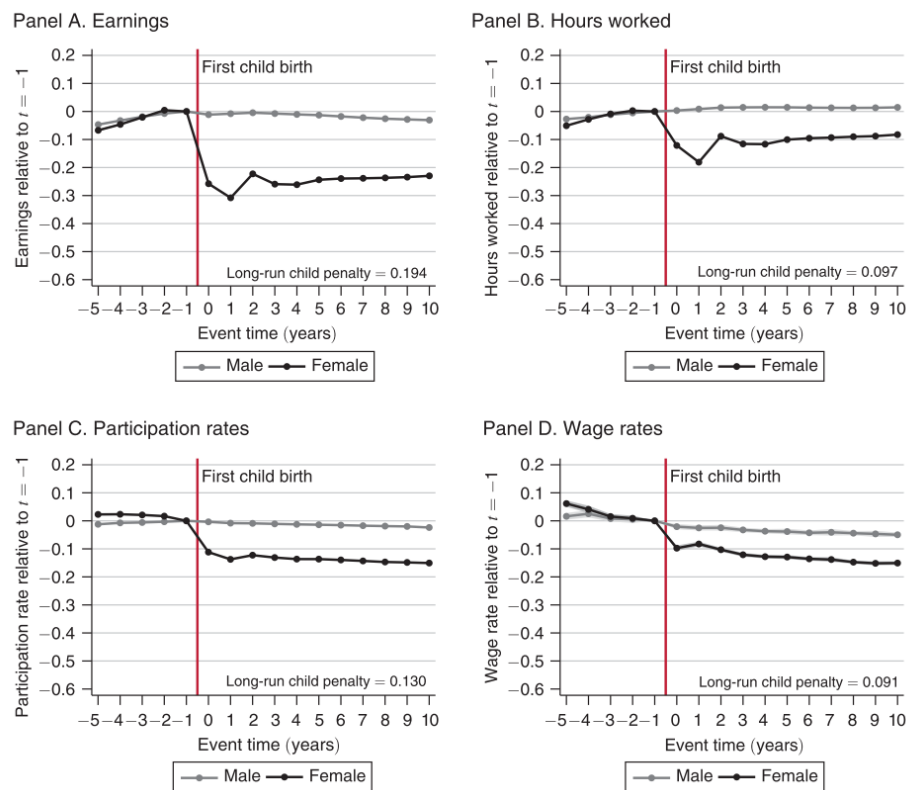 Panel A. Earnings
Earnings relative to t = −1
0.2
0.1
0
−0.1
−0.2
−0.3
−0.4
−0.5
−0.6
First child birth
Long-run child penalty = 0.194
−5 −4 −3 −2 −1 0 1 2 3 4 5 6 7 8 9 10
Event time (years)
Male Female
Panel B. Hours worked
Hours worked relative to t = −1
0.2
0.1
0
−0.1
−0.2
−0.3
−0.4
−0.5
−0.6
First child birth
Long-run child penalty = 0.097
−5 −4 −3 −2 −1 0 1 2 3 4 5 6 7 8 9 10
Event time (years)
Male Female
Panel C. Participation rates
Participation rate relative to t = −1
0.2
0.1
0
−0.1
−0.2
−0.3
−0.4
−0.5
−0.6
First child birth
Long-run child penalty = 0.130
−5 −4 −3 −2 −1 0 1 2 3 4 5 6 7 8 9 10
Event time (years)
Male Female
Panel D. Wage rates
Wage rate relative to t = −1
0.2
0.1
0
−0.1
−0.2
−0.3
−0.4
−0.5
−0.6
First child birth
Long-run child penalty = 0.091
−5 −4 −3 −2 −1 0 1 2 3 4 5 6 7 8 9 10
Event time (years)
Male Female